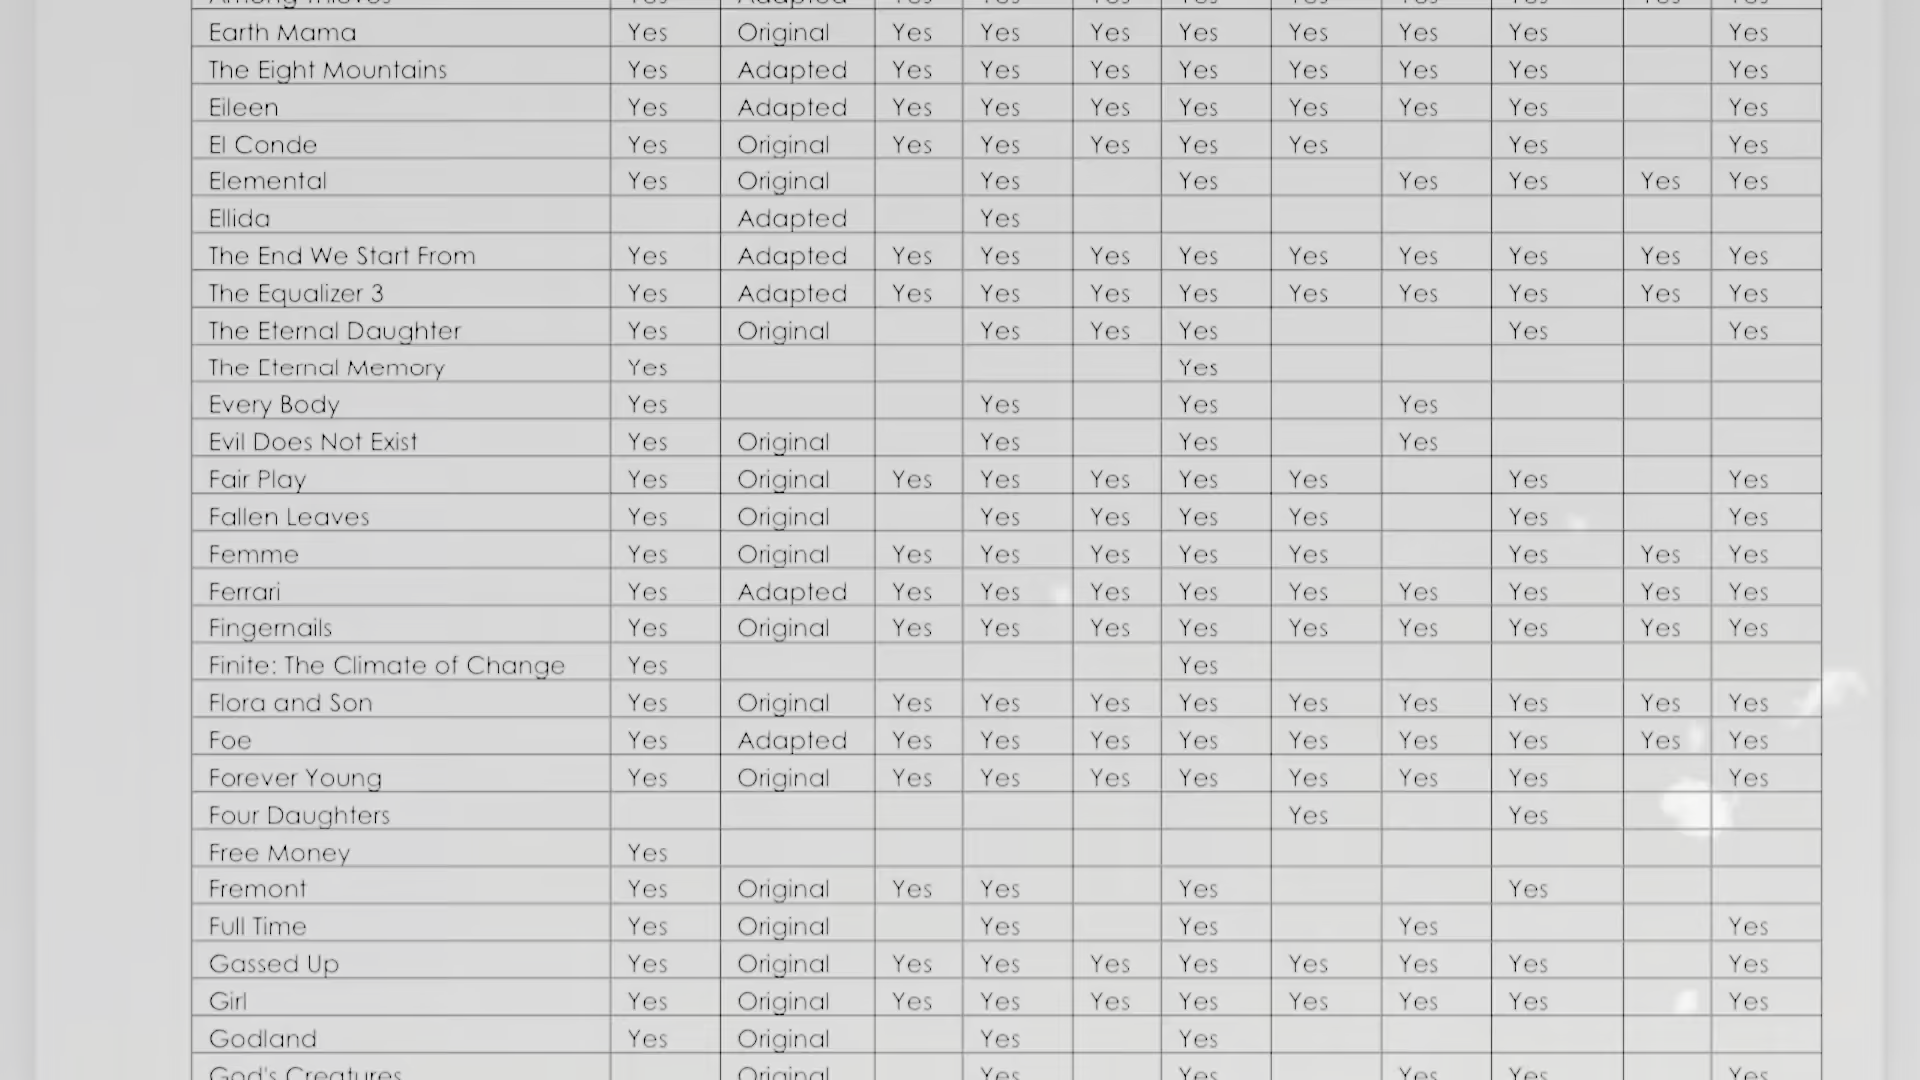 Among Thieves Yes Adapted Yes Yes Yes Yes Yes Yes Yes Yes Yes
Earth Mama Yes Original Yes Yes Yes Yes Yes Yes Yes Yes
The Eight Mountains Yes Adapted Yes Yes Yes Yes Yes Yes Yes Yes
Eileen Yes Adapted Yes Yes Yes Yes Yes Yes Yes Yes
El Conde Yes Original Yes Yes Yes Yes Yes Yes Yes
Elemental Yes Original Yes Yes Yes Yes Yes Yes
Ellida Adapted Yes
The End We Start From Yes Adapted Yes Yes Yes Yes Yes Yes Yes Yes Yes
The Equalizer 3 Yes Adapted Yes Yes Yes Yes Yes Yes Yes Yes Yes
The Eternal Daughter Yes Original Yes Yes Yes Yes Yes
The Eternal Memory Yes Yes
Every Body Yes Yes Yes Yes
Evil Does Not Exist Yes Original Yes Yes Yes
Fair Play Yes Original Yes Yes Yes Yes Yes Yes Yes
Fallen Leaves Yes Original Yes Yes Yes Yes Yes Yes
Femme Yes Original Yes Yes Yes Yes Yes Yes Yes Yes
Ferrari Yes Adapted Yes Yes Yes Yes Yes Yes Yes Yes Yes
Fingernails Yes Original Yes Yes Yes Yes Yes Yes Yes Yes Yes
Finite: The Climate of Change Yes Yes
Flora and Son Yes Original Yes Yes Yes Yes Yes Yes Yes Yes Yes
Foe Yes Adapted Yes Yes Yes Yes Yes Yes Yes Yes Yes
Forever Young Yes Original Yes Yes Yes Yes Yes Yes Yes Yes
Four Daughters Yes Yes
Free Money Yes
Fremont Yes Original Yes Yes Yes Yes
Full Time Yes Original Yes Yes Yes Yes
Gassed Up Yes Original Yes Yes Yes Yes Yes Yes Yes Yes
Girl Yes Original Yes Yes Yes Yes Yes Yes Yes Yes
Godland Yes Original Yes Yes
God's Creatures Original Yes Yes Yes Yes Yes